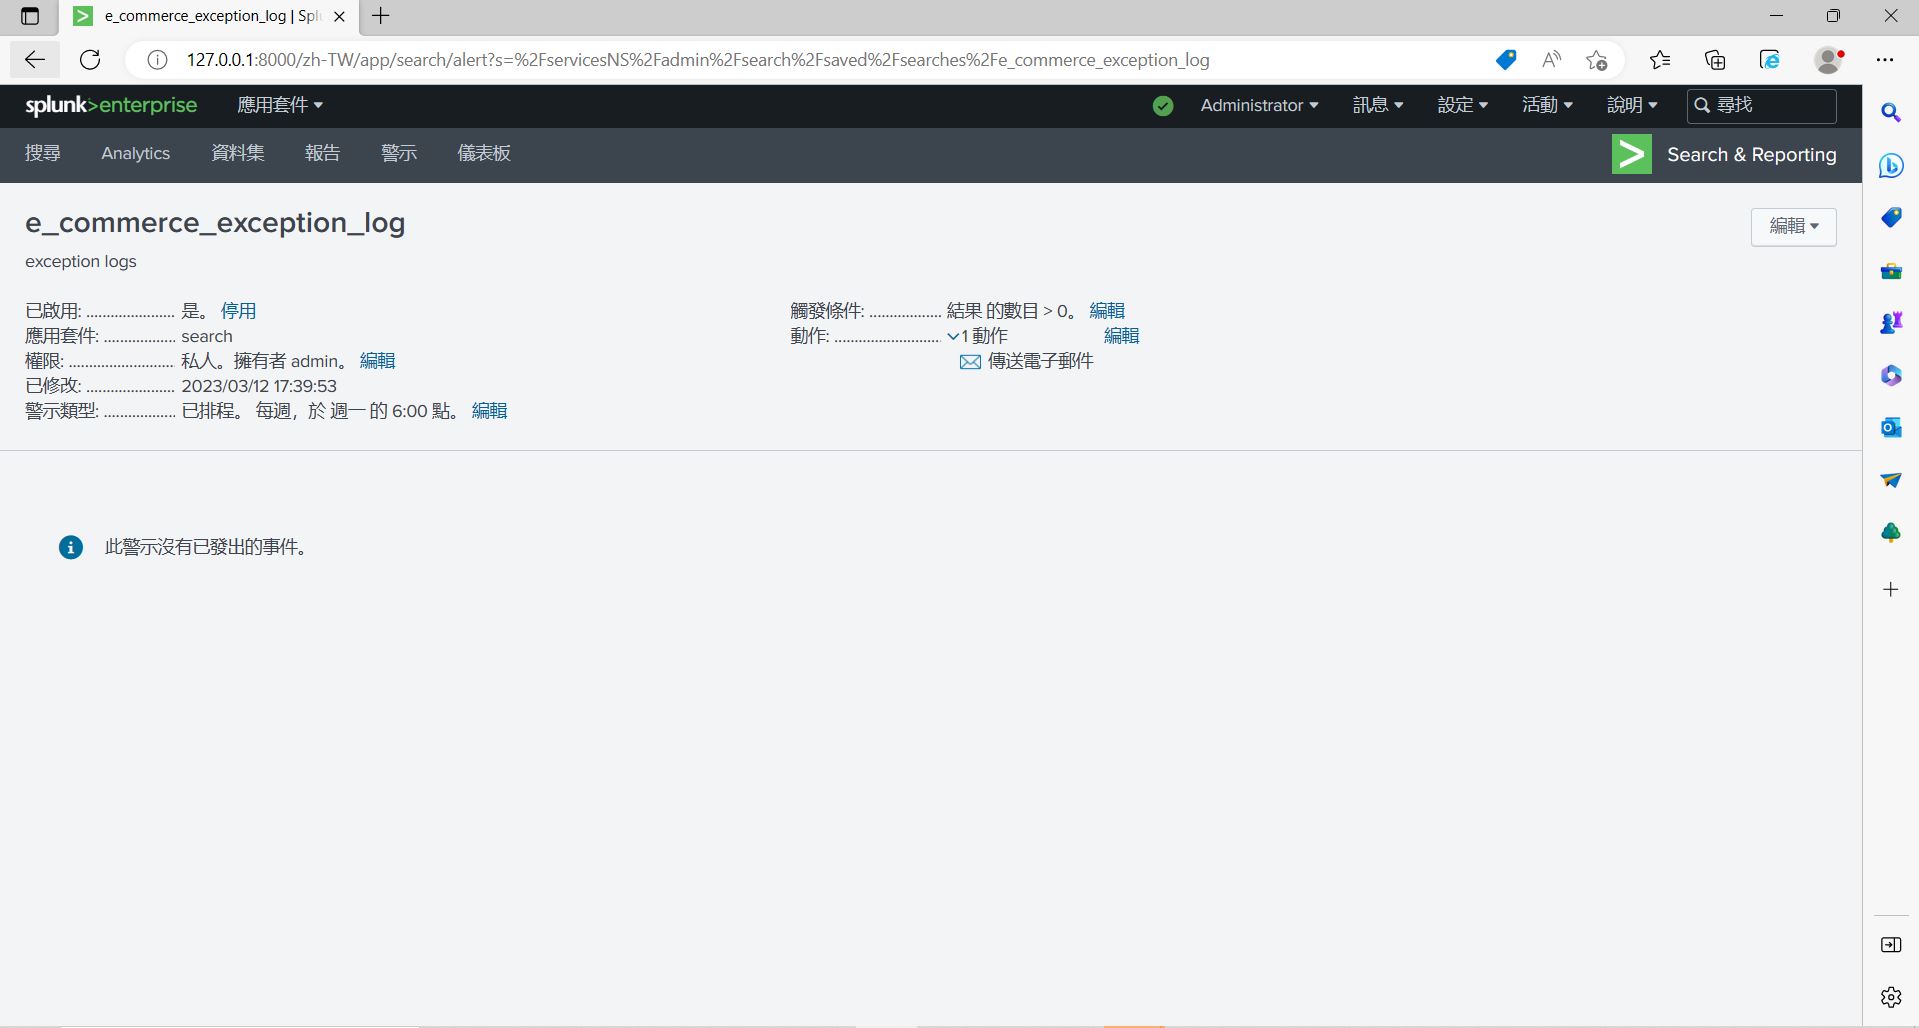 e_commerce_exception_log | Spl
127.0.0.1:8000/zh-TW/app/search/alert?s=%2FservicesNS%2Fadmin%2Fsearch%2Fsaved%2Fsearches%2Fe_commerce_exception_log
splunk>enterprise 應用套件 Administrator 訊息 設定 活動 說明 尋找
搜尋 Analytics 資料集 報告 警示 儀表板 Search & Reporting
e_commerce_exception_log 編輯
exception logs
已啟用: ...................... 是。 停用
應用套件: .................. search
權限: .......................... 私人。擁有者 admin。 編輯
已修改: ...................... 2023/03/12 17:39:53
警示類型: .................. 已排程。 每週，於 週一 的 6:00 點。 編輯
觸發條件: .................. 結果 的數目 > 0。 編輯
動作: .......................... 1 動作 編輯
傳送電子郵件
此警示沒有已發出的事件。